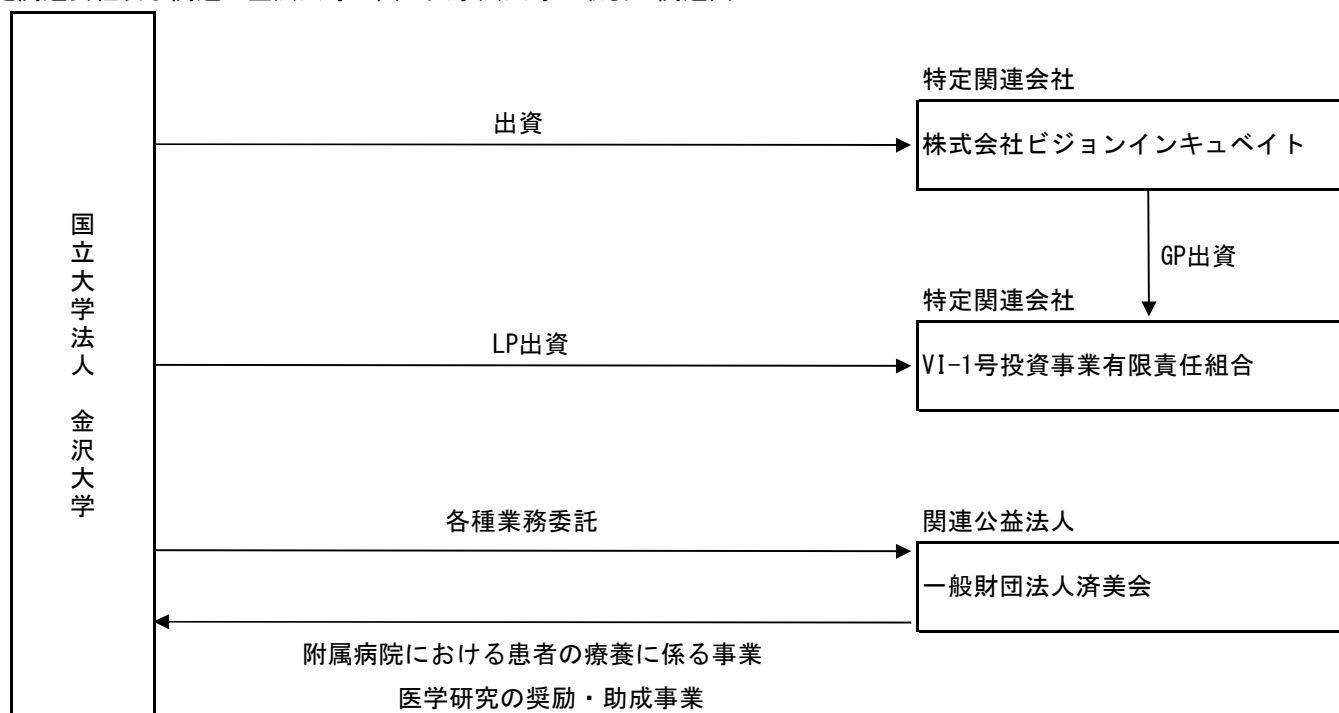 特定関連会社
出資
株式会社ビジョンインキュベイト
国立大学法人 金沢大学
GP出資
特定関連会社
LP出資
VI-1号投資事業有限責任組合
各種業務委託
関連公益法人
一般財団法人済美会
附属病院における患者の療養に係る事業
医学研究の奨励・助成事業